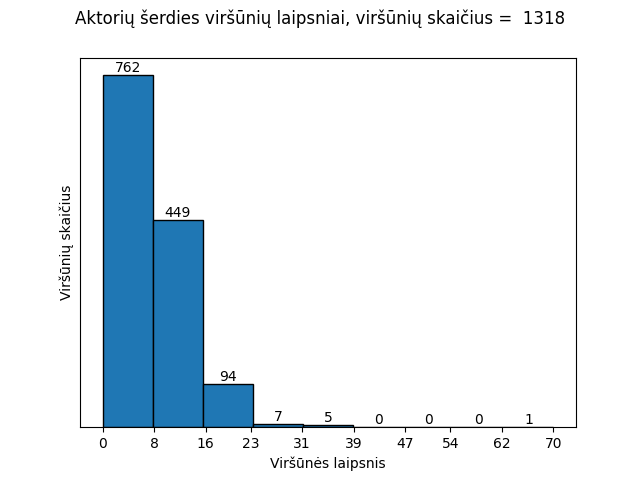 Aktorių šerdies viršūnių laipsniai, viršūnių skaičius =  1318
762
449
94
7
5
0
0
0
1
Viršūnių skaičius
0 8 16 23 31 39 47 54 62 70
Viršūnės laipsnis